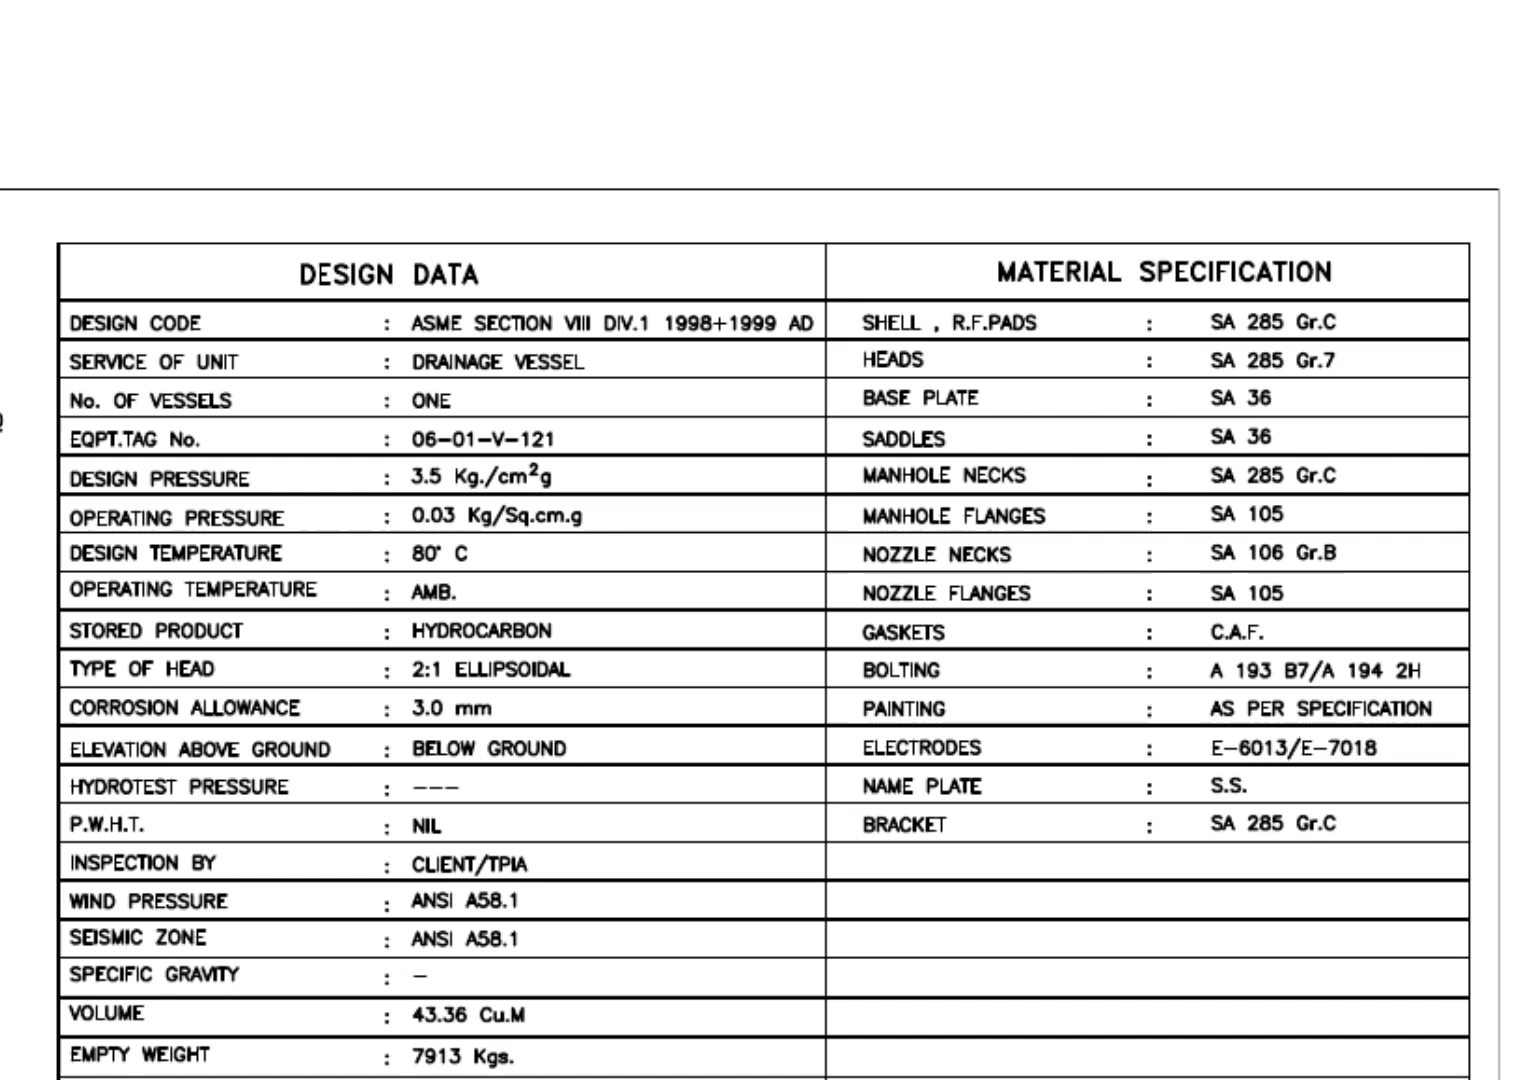 DESIGN DATA MATERIAL SPECIFICATION
DESIGN CODE : ASME SECTION VIII DIV.1 1998+1999 AD SHELL , R.F.PADS : SA 285 Gr.C
SERVICE OF UNIT : DRAINAGE VESSEL HEADS : SA 285 Gr.7
No. OF VESSELS : ONE BASE PLATE : SA 36
EQPT.TAG No. : 06-01-V-121 SADDLES : SA 36
DESIGN PRESSURE : 3.5 Kg./cm²g MANHOLE NECKS : SA 285 Gr.C
OPERATING PRESSURE : 0.03 Kg/Sq.cm.g MANHOLE FLANGES : SA 105
DESIGN TEMPERATURE : 80° C NOZZLE NECKS : SA 106 Gr.B
OPERATING TEMPERATURE : AMB. NOZZLE FLANGES : SA 105
STORED PRODUCT : HYDROCARBON GASKETS : C.A.F.
TYPE OF HEAD : 2:1 ELLIPSOIDAL BOLTING : A 193 B7/A 194 2H
CORROSION ALLOWANCE : 3.0 mm PAINTING : AS PER SPECIFICATION
ELEVATION ABOVE GROUND : BELOW GROUND ELECTRODES : E-6013/E-7018
HYDROTEST PRESSURE : --- NAME PLATE : S.S.
P.W.H.T. : NIL BRACKET : SA 285 Gr.C
INSPECTION BY : CLIENT/TPIA
WIND PRESSURE : ANSI A58.1
SEISMIC ZONE : ANSI A58.1
SPECIFIC GRAVITY : -
VOLUME : 43.36 Cu.M
EMPTY WEIGHT : 7913 Kgs.